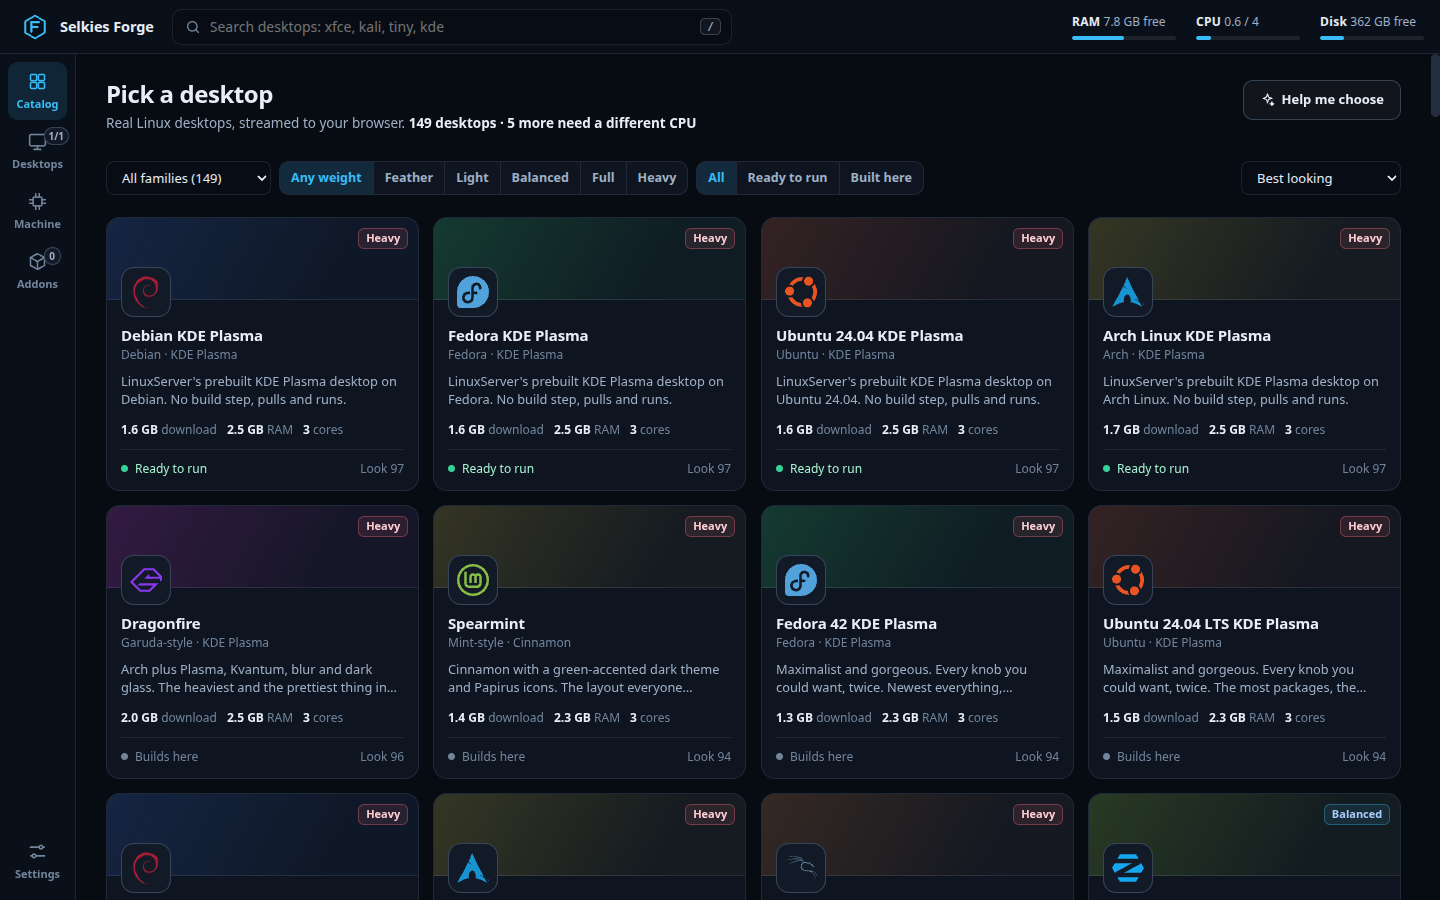 Selkies Forge
Search desktops: xfce, kali, tiny, kde
/
RAM 7.8 GB free
CPU 0.6 / 4
Disk 362 GB free
Catalog
1/1
Desktops
Machine
0
Addons
Settings
Pick a desktop
Real Linux desktops, streamed to your browser. 149 desktops · 5 more need a different CPU
Help me choose
All families (149)
Any weight
Feather
Light
Balanced
Full
Heavy
All
Ready to run
Built here
Best looking
Heavy
Debian KDE Plasma
Debian · KDE Plasma
LinuxServer's prebuilt KDE Plasma desktop on
Debian. No build step, pulls and runs.
1.6 GB download 2.5 GB RAM 3 cores
Ready to run
Look 97
Heavy
Fedora KDE Plasma
Fedora · KDE Plasma
LinuxServer's prebuilt KDE Plasma desktop on
Fedora. No build step, pulls and runs.
1.6 GB download 2.5 GB RAM 3 cores
Ready to run
Look 97
Heavy
Ubuntu 24.04 KDE Plasma
Ubuntu · KDE Plasma
LinuxServer's prebuilt KDE Plasma desktop on
Ubuntu 24.04. No build step, pulls and runs.
1.6 GB download 2.5 GB RAM 3 cores
Ready to run
Look 97
Heavy
Arch Linux KDE Plasma
Arch · KDE Plasma
LinuxServer's prebuilt KDE Plasma desktop on
Arch Linux. No build step, pulls and runs.
1.7 GB download 2.5 GB RAM 3 cores
Ready to run
Look 97
Heavy
Dragonfire
Garuda-style · KDE Plasma
Arch plus Plasma, Kvantum, blur and dark
glass. The heaviest and the prettiest thing in...
2.0 GB download 2.5 GB RAM 3 cores
Builds here
Look 96
Heavy
Spearmint
Mint-style · Cinnamon
Cinnamon with a green-accented dark theme
and Papirus icons. The layout everyone...
1.4 GB download 2.3 GB RAM 3 cores
Builds here
Look 94
Heavy
Fedora 42 KDE Plasma
Fedora · KDE Plasma
Maximalist and gorgeous. Every knob you
could want, twice. Newest everything,...
1.3 GB download 2.3 GB RAM 3 cores
Builds here
Look 94
Heavy
Ubuntu 24.04 LTS KDE Plasma
Ubuntu · KDE Plasma
Maximalist and gorgeous. Every knob you
could want, twice. The most packages, the...
1.5 GB download 2.3 GB RAM 3 cores
Builds here
Look 94
Heavy
Heavy
Heavy
Balanced